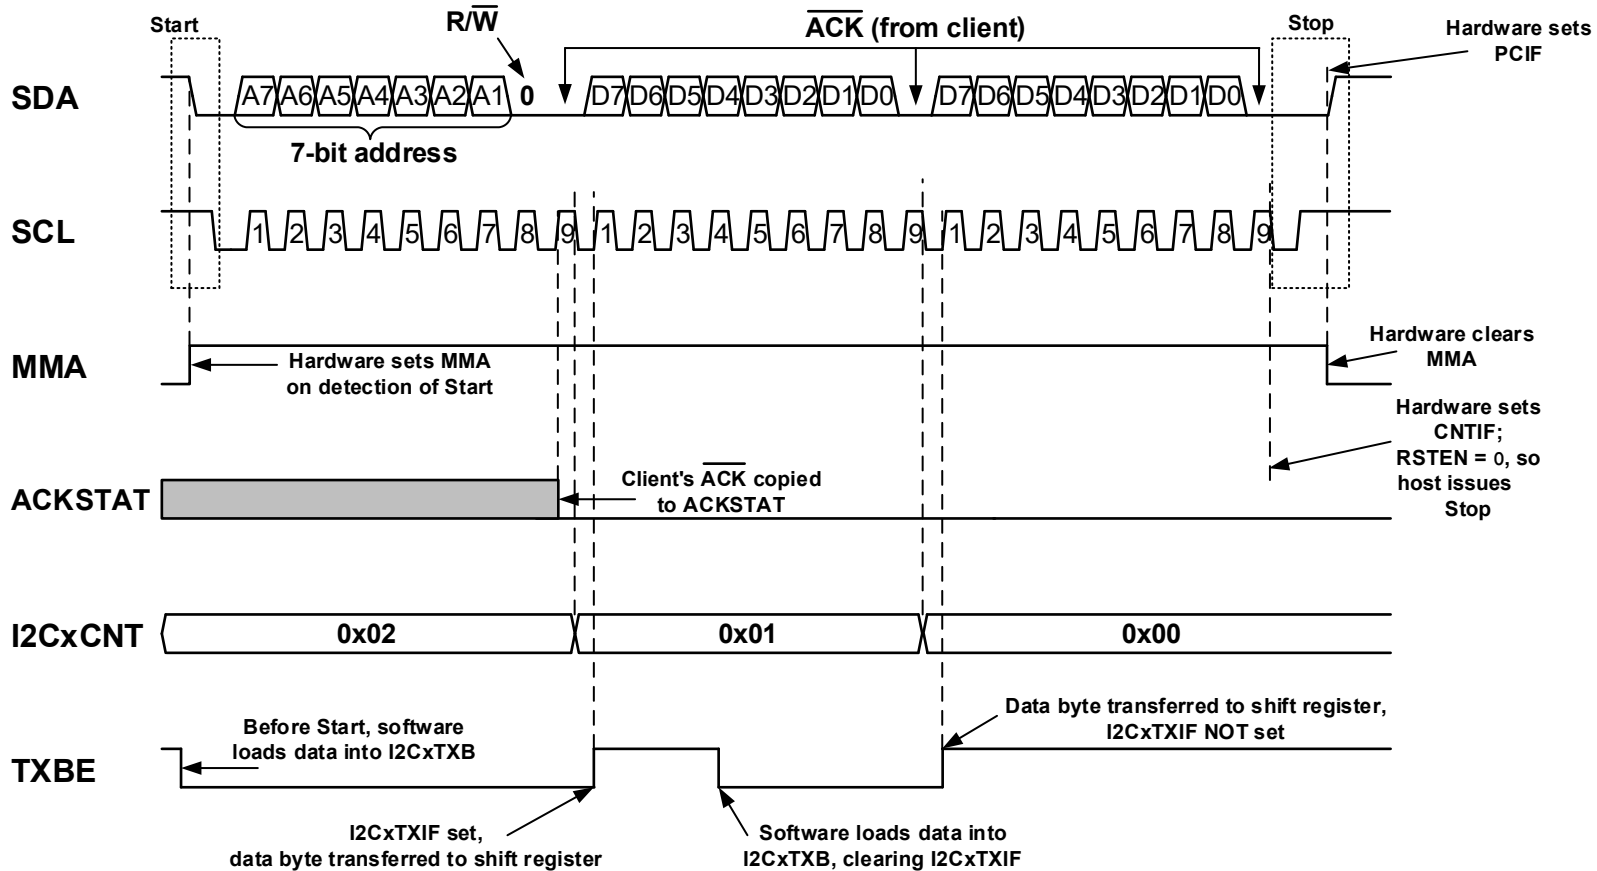 Start
R/W
ACK (from client)
Stop
Hardware sets
PCIF
SDA
A7 A6 A5 A4 A3 A2 A1 0 D7 D6 D5 D4 D3 D2 D1 D0 D7 D6 D5 D4 D3 D2 D1 D0
7-bit address
SCL
1 2 3 4 5 6 7 8 9 1 2 3 4 5 6 7 8 9 1 2 3 4 5 6 7 8 9
MMA
Hardware sets MMA
on detection of Start
Hardware clears
MMA
Hardware sets
CNTIF;
RSTEN = 0, so
host issues
Stop
ACKSTAT
Client's ACK copied
to ACKSTAT
I2CxCNT
0x02 0x01 0x00
TXBE
Before Start, software
loads data into I2CxTXB
Data byte transferred to shift register,
I2CxTXIF NOT set
I2CxTXIF set,
data byte transferred to shift register
Software loads data into
I2CxTXB, clearing I2CxTXIF